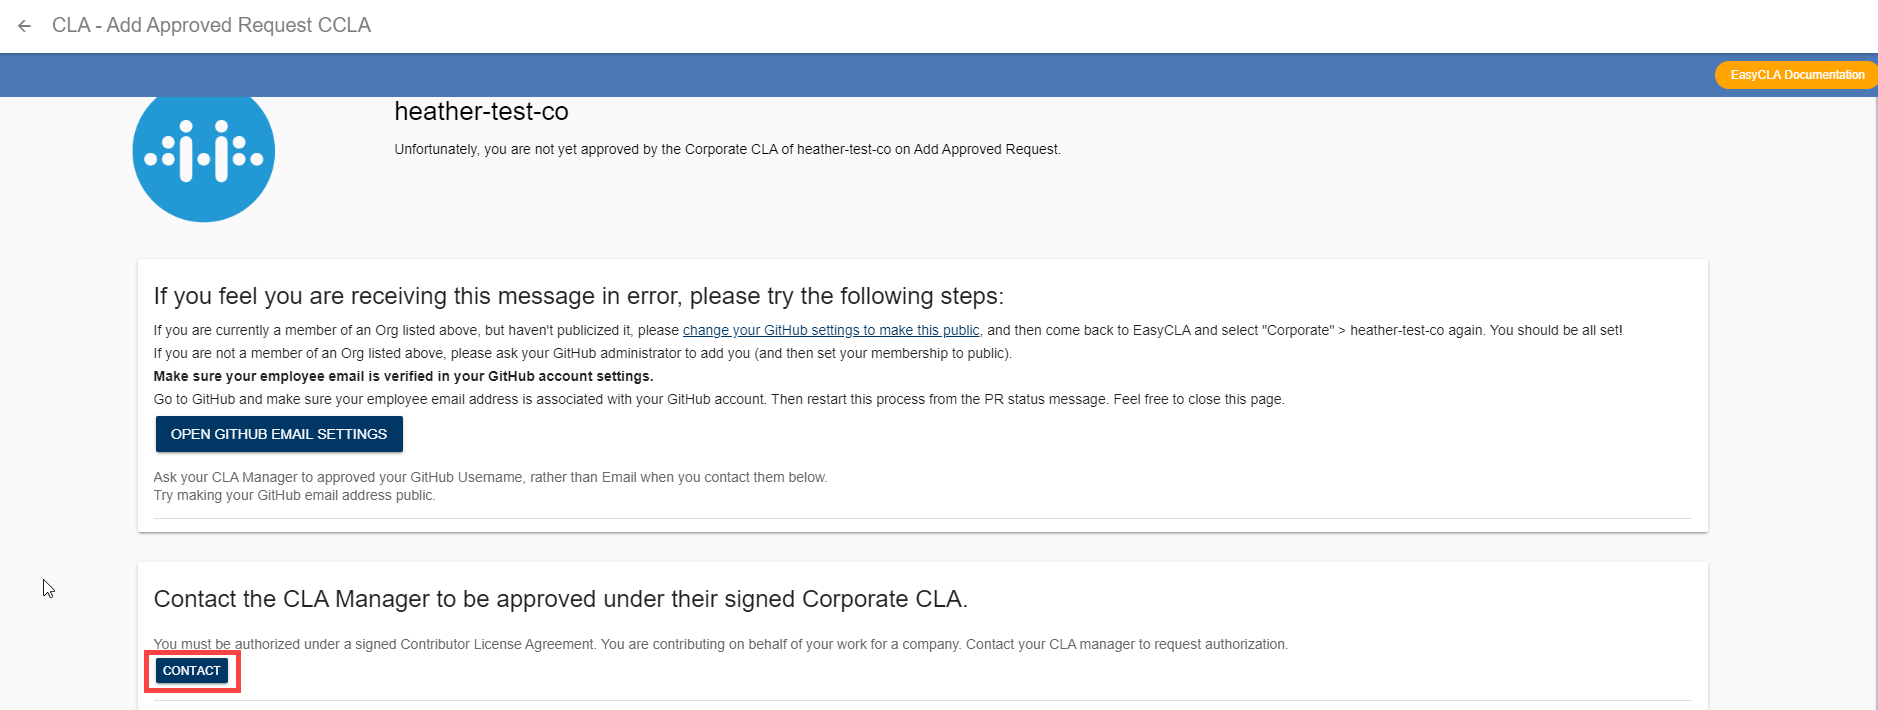 CLA - Add Approved Request CCLA
EasyCLA Documentation
heather-test-co
Unfortunately, you are not yet approved by the Corporate CLA of heather-test-co on Add Approved Request.
If you feel you are receiving this message in error, please try the following steps:
If you are currently a member of an Org listed above, but haven't publicized it, please change your GitHub settings to make this public, and then come back to EasyCLA and select "Corporate" > heather-test-co again. You should be all set!
If you are not a member of an Org listed above, please ask your GitHub administrator to add you (and then set your membership to public).
Make sure your employee email is verified in your GitHub account settings.
Go to GitHub and make sure your employee email address is associated with your GitHub account. Then restart this process from the PR status message. Feel free to close this page.
OPEN GITHUB EMAIL SETTINGS
Ask your CLA Manager to approved your GitHub Username, rather than Email when you contact them below.
Try making your GitHub email address public.
Contact the CLA Manager to be approved under their signed Corporate CLA.
You must be authorized under a signed Contributor License Agreement. You are contributing on behalf of your work for a company. Contact your CLA manager to request authorization.
CONTACT